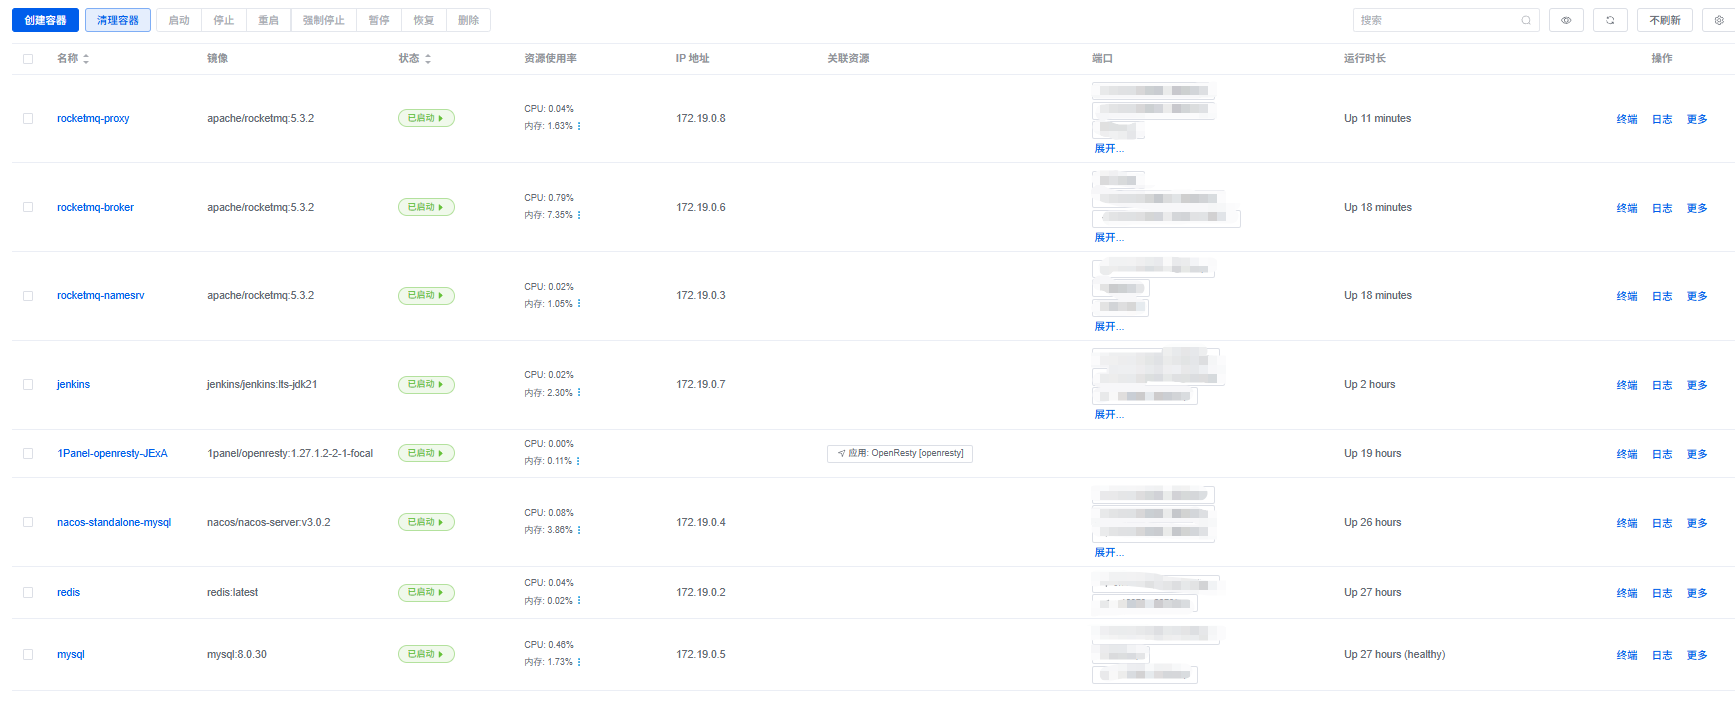 创建容器 清理容器 启动 停止 重启 强制停止 暂停 恢复 删除 搜索 不刷新
名称 镜像 状态 资源使用率 IP 地址 关联资源 端口 运行时长 操作
CPU: 0.04%
rocketmq-proxy apache/rocketmq:5.3.2 已启动 172.19.0.8 Up 11 minutes 终端 日志 更多
内存: 1.63%
展开...
CPU: 0.79%
rocketmq-broker apache/rocketmq:5.3.2 已启动 172.19.0.6 Up 18 minutes 终端 日志 更多
内存: 7.35%
展开...
CPU: 0.02%
rocketmq-namesrv apache/rocketmq:5.3.2 已启动 172.19.0.3 Up 18 minutes 终端 日志 更多
内存: 1.05%
展开...
CPU: 0.02%
jenkins jenkins/jenkins:lts-jdk21 已启动 172.19.0.7 Up 2 hours 终端 日志 更多
内存: 2.30%
展开...
CPU: 0.00%
1Panel-openresty-JExA 1panel/openresty:1.27.1.2-2-1-focal 已启动 应用: OpenResty [openresty] Up 19 hours 终端 日志 更多
内存: 0.11%
CPU: 0.08%
nacos-standalone-mysql nacos/nacos-server:v3.0.2 已启动 172.19.0.4 Up 26 hours 终端 日志 更多
内存: 3.86%
展开...
CPU: 0.04%
redis redis:latest 已启动 172.19.0.2 Up 27 hours 终端 日志 更多
内存: 0.02%
CPU: 0.46%
mysql mysql:8.0.30 已启动 172.19.0.5 Up 27 hours (healthy) 终端 日志 更多
内存: 1.73%